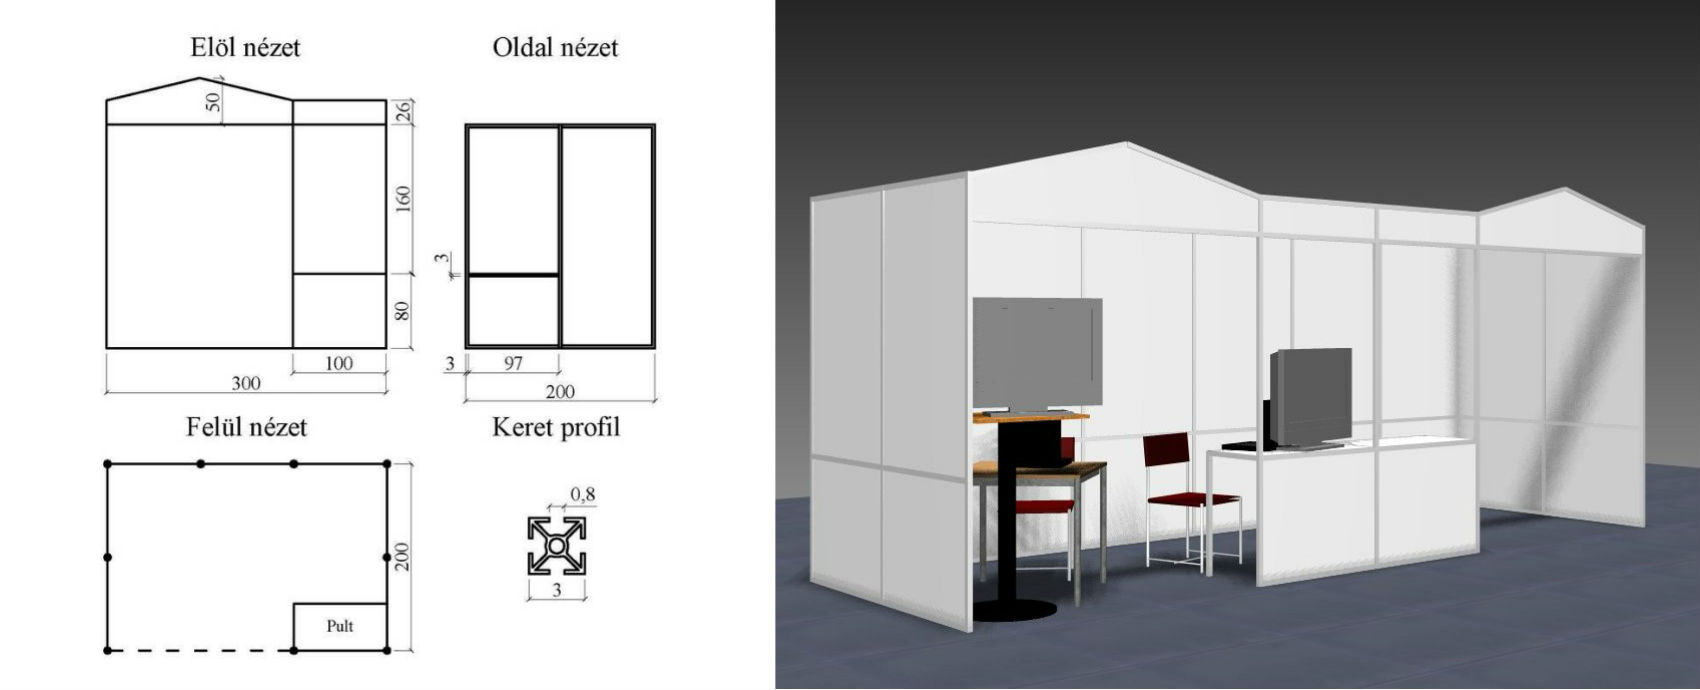 Elöl nézet
Oldal nézet
50
26
160
80
100
300
3
3
97
200
Felül nézet
Keret profil
200
Pult
0,8
3